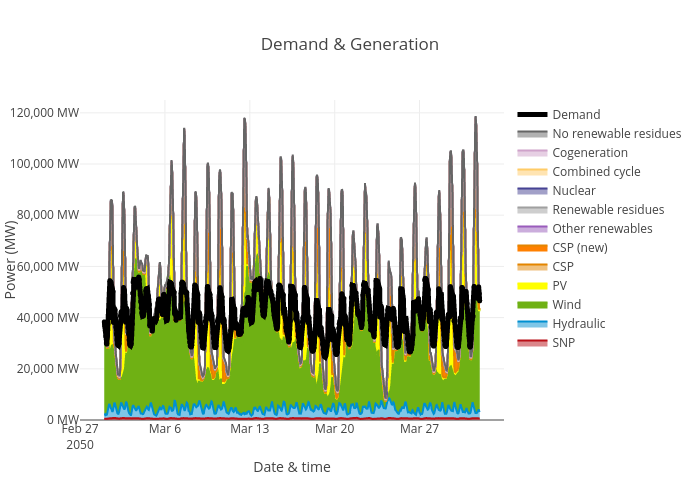 Demand & Generation
120,000 MW
100,000 MW
80,000 MW
60,000 MW
40,000 MW
20,000 MW
0 MW
Power (MW)
Feb 27
2050
Mar 6
Mar 13
Mar 20
Mar 27
Date & time
Demand
No renewable residues
Cogeneration
Combined cycle
Nuclear
Renewable residues
Other renewables
CSP (new)
CSP
PV
Wind
Hydraulic
SNP